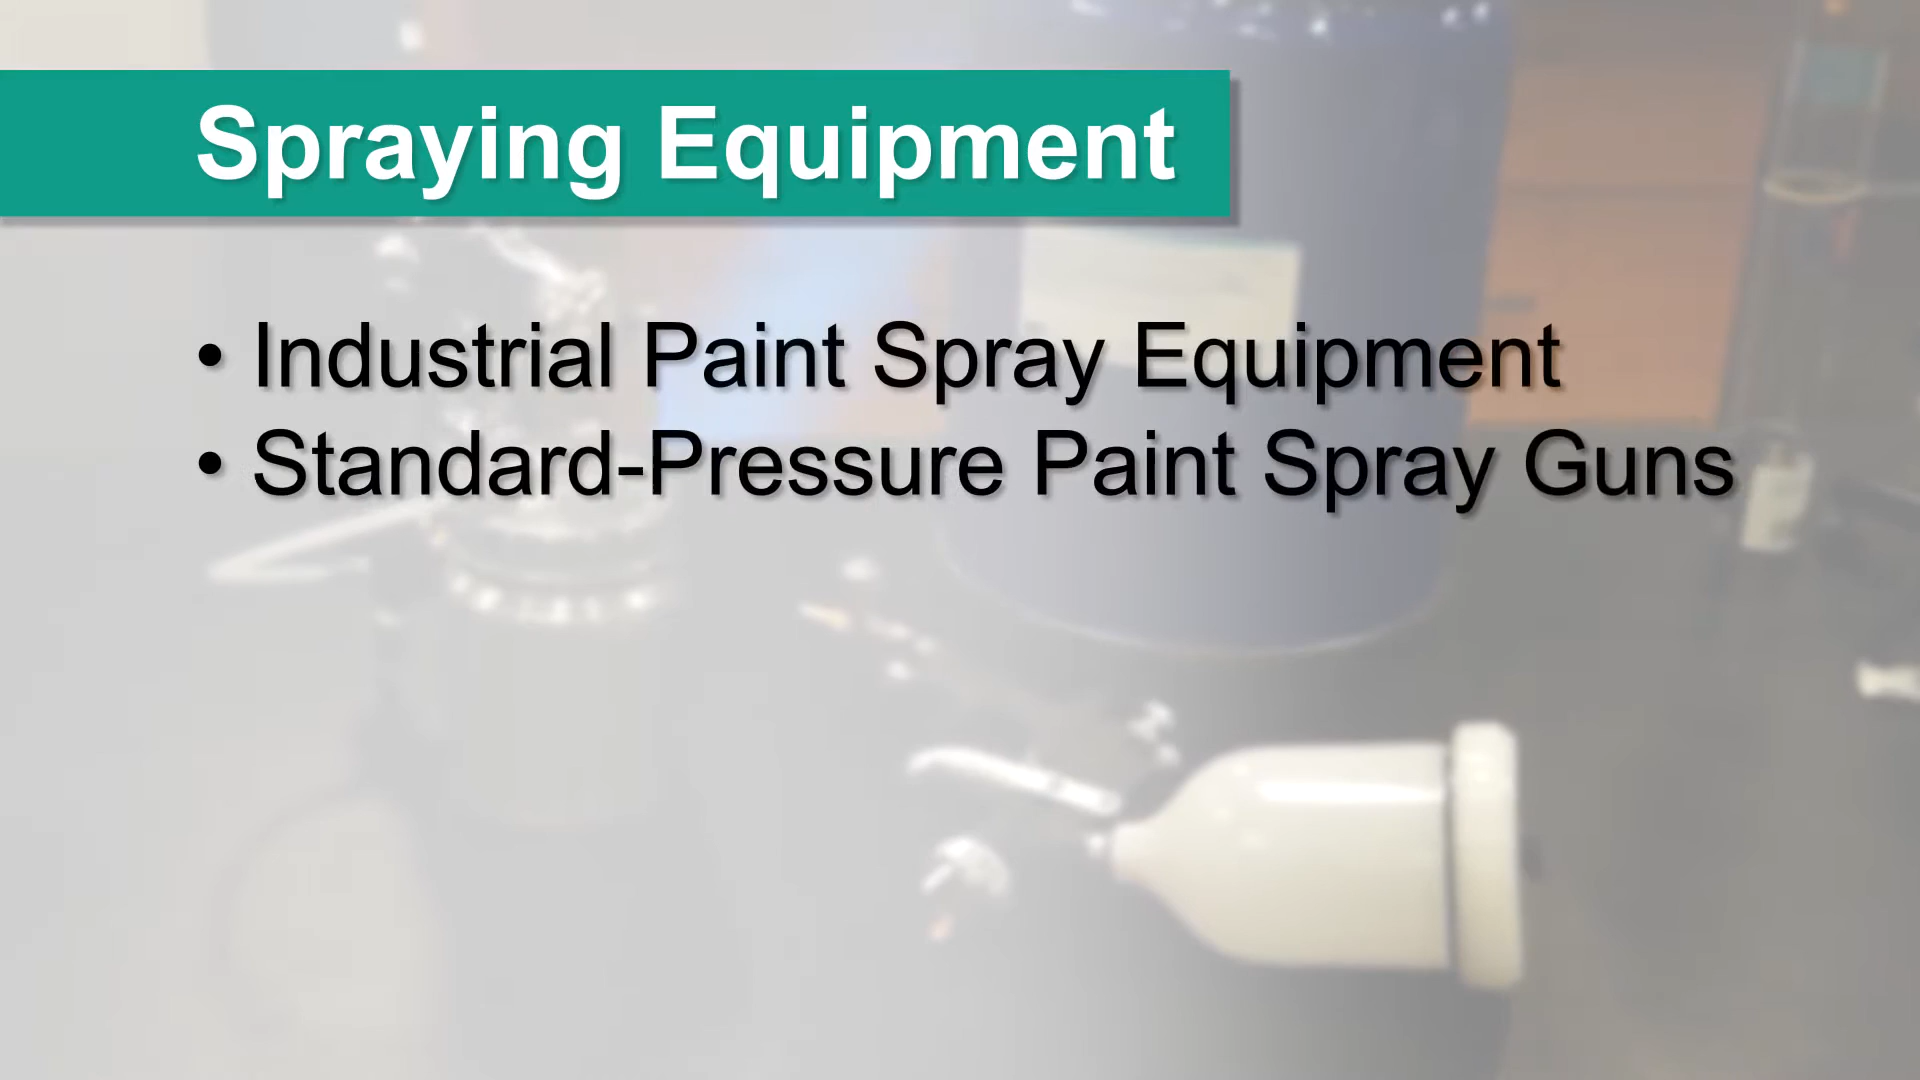 Spraying Equipment
• Industrial Paint Spray Equipment
• Standard-Pressure Paint Spray Guns